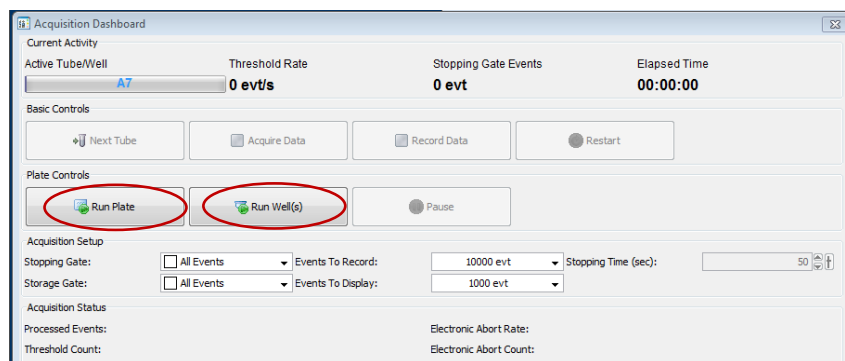 Acquisition Dashboard
Current Activity
Active Tube/Well Threshold Rate Stopping Gate Events Elapsed Time
A7 0 evt/s 0 evt 00:00:00
Basic Controls
Next Tube Acquire Data Record Data Restart
Plate Controls
Run Plate Run Well(s) Pause
Acquisition Setup
Stopping Gate: All Events Events To Record: 10000 evt Stopping Time (sec): 50
Storage Gate: All Events Events To Display: 1000 evt
Acquisition Status
Processed Events: Electronic Abort Rate:
Threshold Count: Electronic Abort Count: